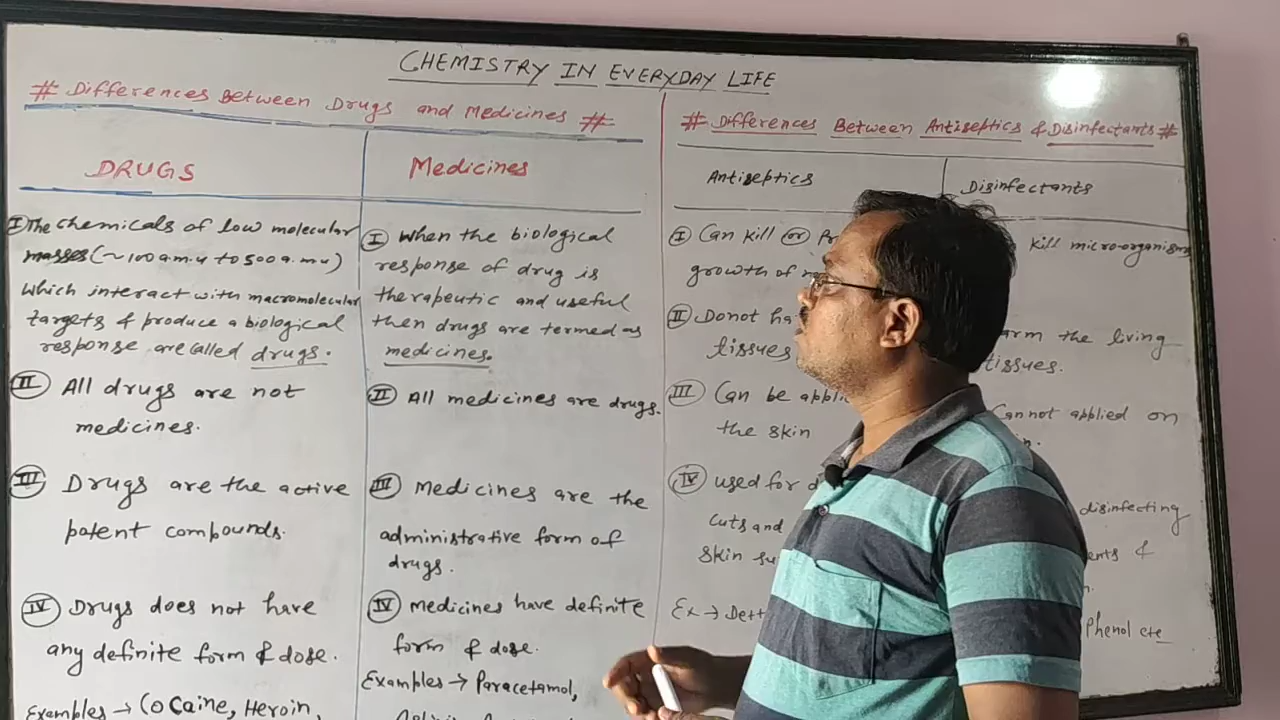 CHEMISTRY IN EVERYDAY LIFE
# Differences Between Drugs and Medicines #
DRUGS
I The chemicals of low molecular
masses (~100 a.m.u to 500 a.m.u)
which interact with macromolecular
targets & produce a biological
response are called drugs.
II All drugs are not
medicines.
III Drugs are the active
patent compounds.
IV Drugs does not have
any definite form & dose.
Examples → Cocaine, Heroin,
Medicines
I When the biological
response of drug is
therapeutic and useful
then drugs are termed as
medicines.
II All medicines are drugs.
III Medicines are the
administrative form of
drugs.
IV Medicines have definite
form & dose.
Examples → Paracetamol,
# Differences Between Antiseptics & Disinfectants #
Antiseptics
I Can kill or
growth of
II Do not
tissues
III Can be
the skin
IV used for
cuts and
skin
Ex →
Disinfectants
kill micro-organisms
the living
tissues.
Cannot applied on
disinfecting
&
Phenol etc